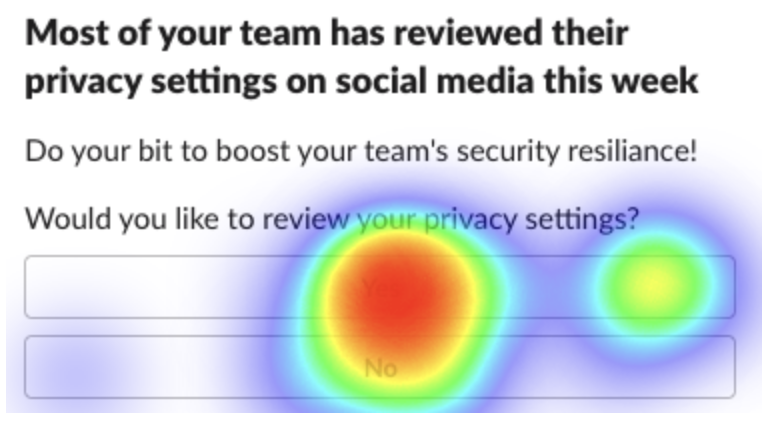 Most of your team has reviewed their
privacy settings on social media this week
Do your bit to boost your team's security resiliance!
Would you like to review your privacy settings?
No